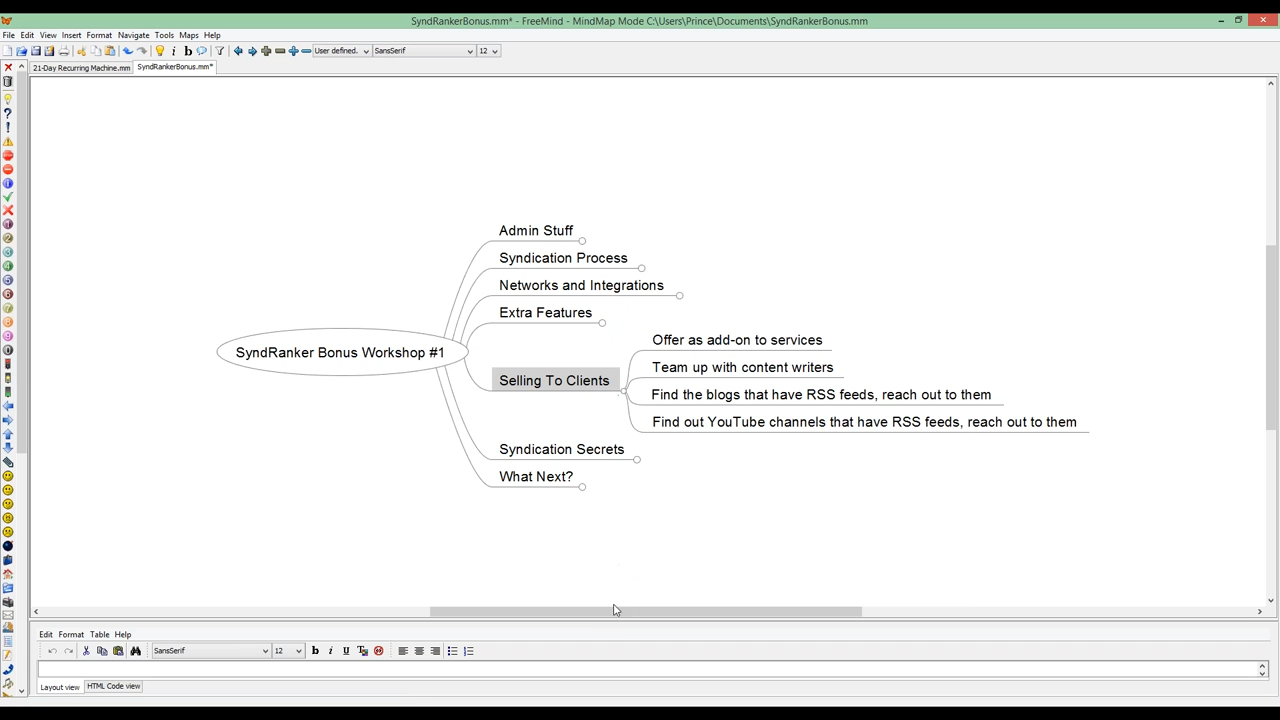 SyndRankerBonus.mm* - FreeMind - MindMap Mode C:\Users\Prince\Documents\SyndRankerBonus.mm
File Edit View Insert Format Navigate Tools Maps Help
User defined. SansSerif 12
21-Day Recurring Machine.mm SyndRankerBonus.mm*
Admin Stuff
Syndication Process
Networks and Integrations
Extra Features
SyndRanker Bonus Workshop #1
Selling To Clients
Offer as add-on to services
Team up with content writers
Find the blogs that have RSS feeds, reach out to them
Find out YouTube channels that have RSS feeds, reach out to them
Syndication Secrets
What Next?
Edit Format Table Help
SansSerif 12
Layout view HTML Code view